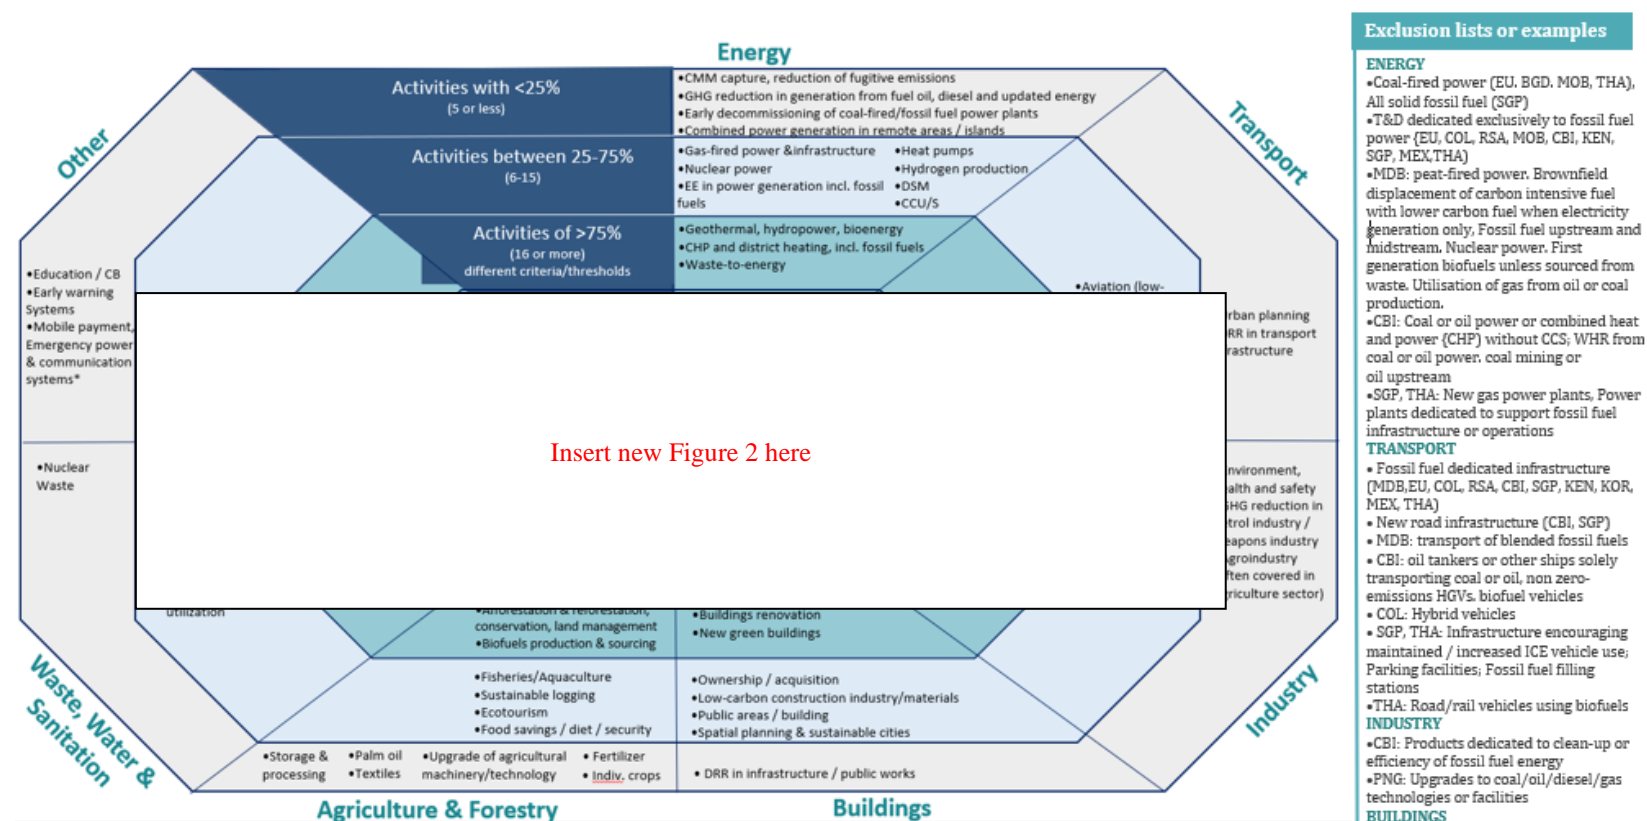 Energy
Activities with <25%
(5 or less)
•CMM capture, reduction of fugitive emissions
•GHG reduction in generation from fuel oil, diesel and updated energy
•Early decommissioning of coal-fired/fossil fuel power plants
•Combined power generation in remote areas / islands
Activities between 25-75%
(6-15)
•Gas-fired power &infrastructure
•Nuclear power
•EE in power generation incl. fossil
fuels
•Heat pumps
•Hydrogen production
•DSM
•CCU/S
Activities of >75%
(16 or more)
different criteria/thresholds
•Geothermal, hydropower, bioenergy
•CHP and district heating, incl. fossil fuels
•Waste-to-energy
Other
•Education / CB
•Early warning
Systems
•Mobile payment,
Emergency power
& communication
systems*
Transport
•Aviation (low-
rban planning
RR in transport
rastructure
Insert new Figure 2 here
•Nuclear
Waste
nvironment,
alth and safety
GHG reduction in
trol industry /
eapons industry
groindustry
ften covered in
riculture sector)
utilization
•Afforestation & reforestation,
conservation, land management
•Biofuels production & sourcing
•Buildings renovation
•New green buildings
•Fisheries/Aquaculture
•Sustainable logging
•Ecotourism
•Food savings / diet / security
•Ownership / acquisition
•Low-carbon construction industry/materials
•Public areas / building
•Spatial planning & sustainable cities
•Storage &
processing
•Palm oil
•Textiles
•Upgrade of agricultural
machinery/technology
• Fertilizer
• Indiv. crops
• DRR in infrastructure / public works
Waste, Water &
Sanitation
Agriculture & Forestry
Buildings
Industry
Exclusion lists or examples
ENERGY
•Coal-fired power (EU. BGD. MOB, THA),
All solid fossil fuel (SGP)
•T&D dedicated exclusively to fossil fuel
power {EU, COL, RSA, MOB, CBI, KEN,
SGP, MEX,THA)
•MDB: peat-fired power. Brownfield
displacement of carbon intensive fuel
with lower carbon fuel when electricity
generation only, Fossil fuel upstream and
midstream. Nuclear power. First
generation biofuels unless sourced from
waste. Utilisation of gas from oil or coal
production.
•CBI: Coal or oil power or combined heat
and power {CHP) without CCS; WHR from
coal or oil power. coal mining or
oil upstream
•SGP, THA: New gas power plants, Power
plants dedicated to support fossil fuel
infrastructure or operations
TRANSPORT
• Fossil fuel dedicated infrastructure
(MDB,EU, COL, RSA, CBI, SGP, KEN, KOR,
MEX, THA)
• New road infrastructure (CBI, SGP)
• MDB: transport of blended fossil fuels
• CBI: oil tankers or other ships solely
transporting coal or oil, non zero-
emissions HGVs. biofuel vehicles
• COL: Hybrid vehicles
• SGP, THA: Infrastructure encouraging
maintained / increased ICE vehicle use;
Parking facilities; Fossil fuel filling
stations
•THA: Road/rail vehicles using biofuels
INDUSTRY
•CBI: Products dedicated to clean-up or
efficiency of fossil fuel energy
•PNG: Upgrades to coal/oil/diesel/gas
technologies or facilities
BUILDINGS